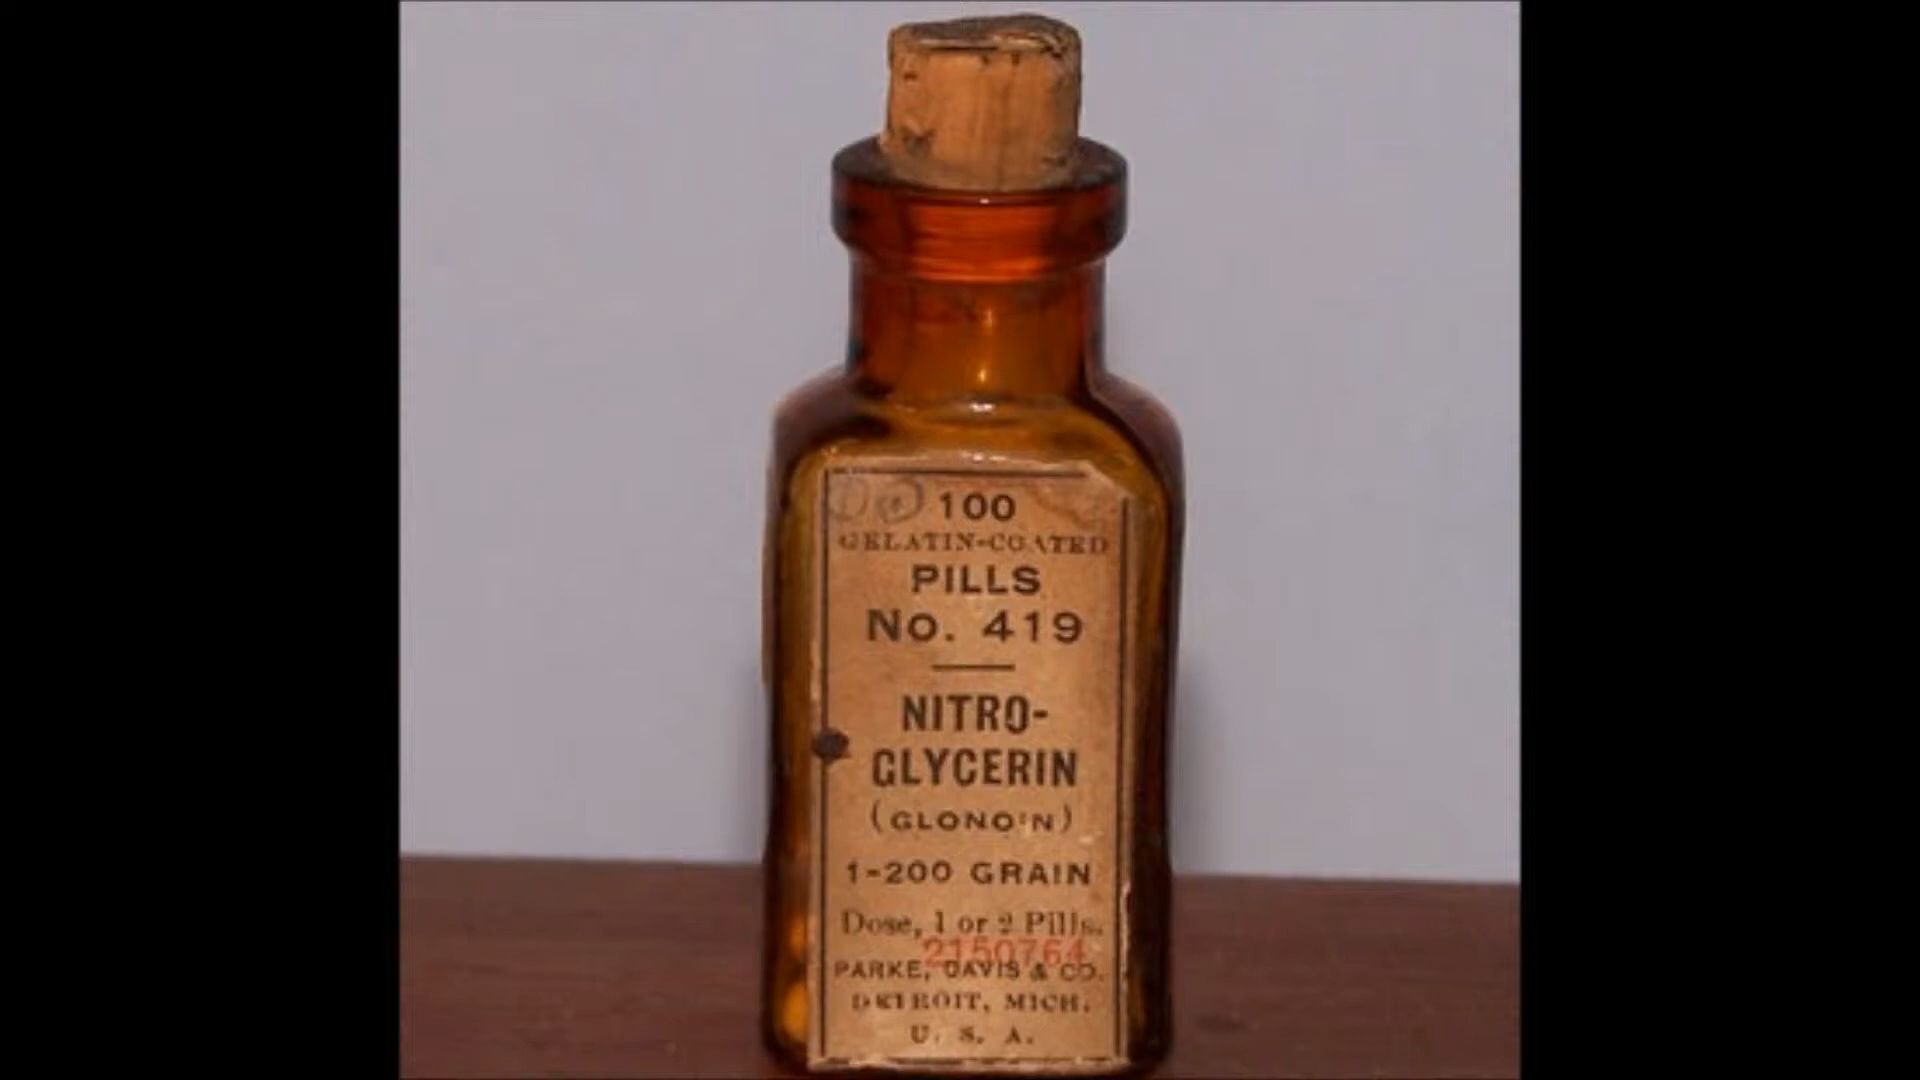 100
GELATIN-COATED
PILLS
No. 419
NITRO-
GLYCERIN
(GLONOIN)
1-200 GRAIN
Dose, 1 or 2 Pills.
2150764
PARKE, DAVIS & CO.
DETROIT, MICH.
U. S. A.